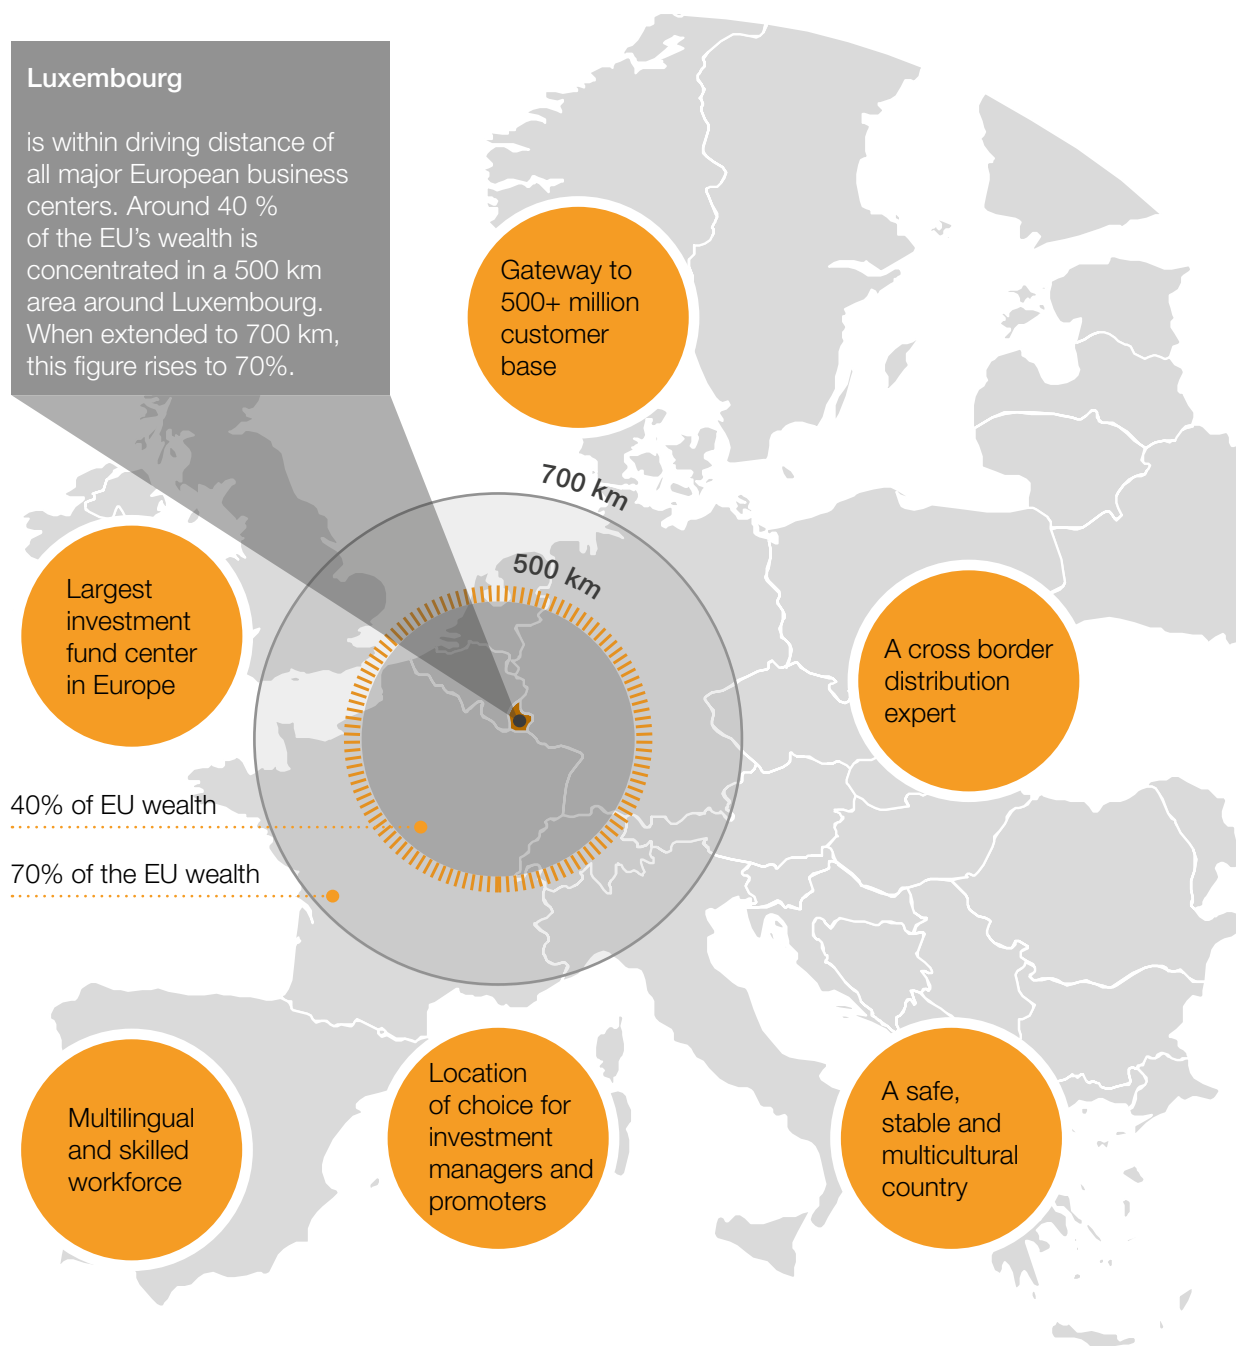 Luxembourg
is within driving distance of
all major European business
centers. Around 40 %
of the EU’s wealth is
concentrated in a 500 km
area around Luxembourg.
When extended to 700 km,
this figure rises to 70%.
Gateway to
500+ million
customer
base
700 km
500 km
Largest
investment
fund center
in Europe
A cross border
distribution
expert
40% of EU wealth
70% of the EU wealth
Multilingual
and skilled
workforce
Location
of choice for
investment
managers and
promoters
A safe,
stable and
multicultural
country